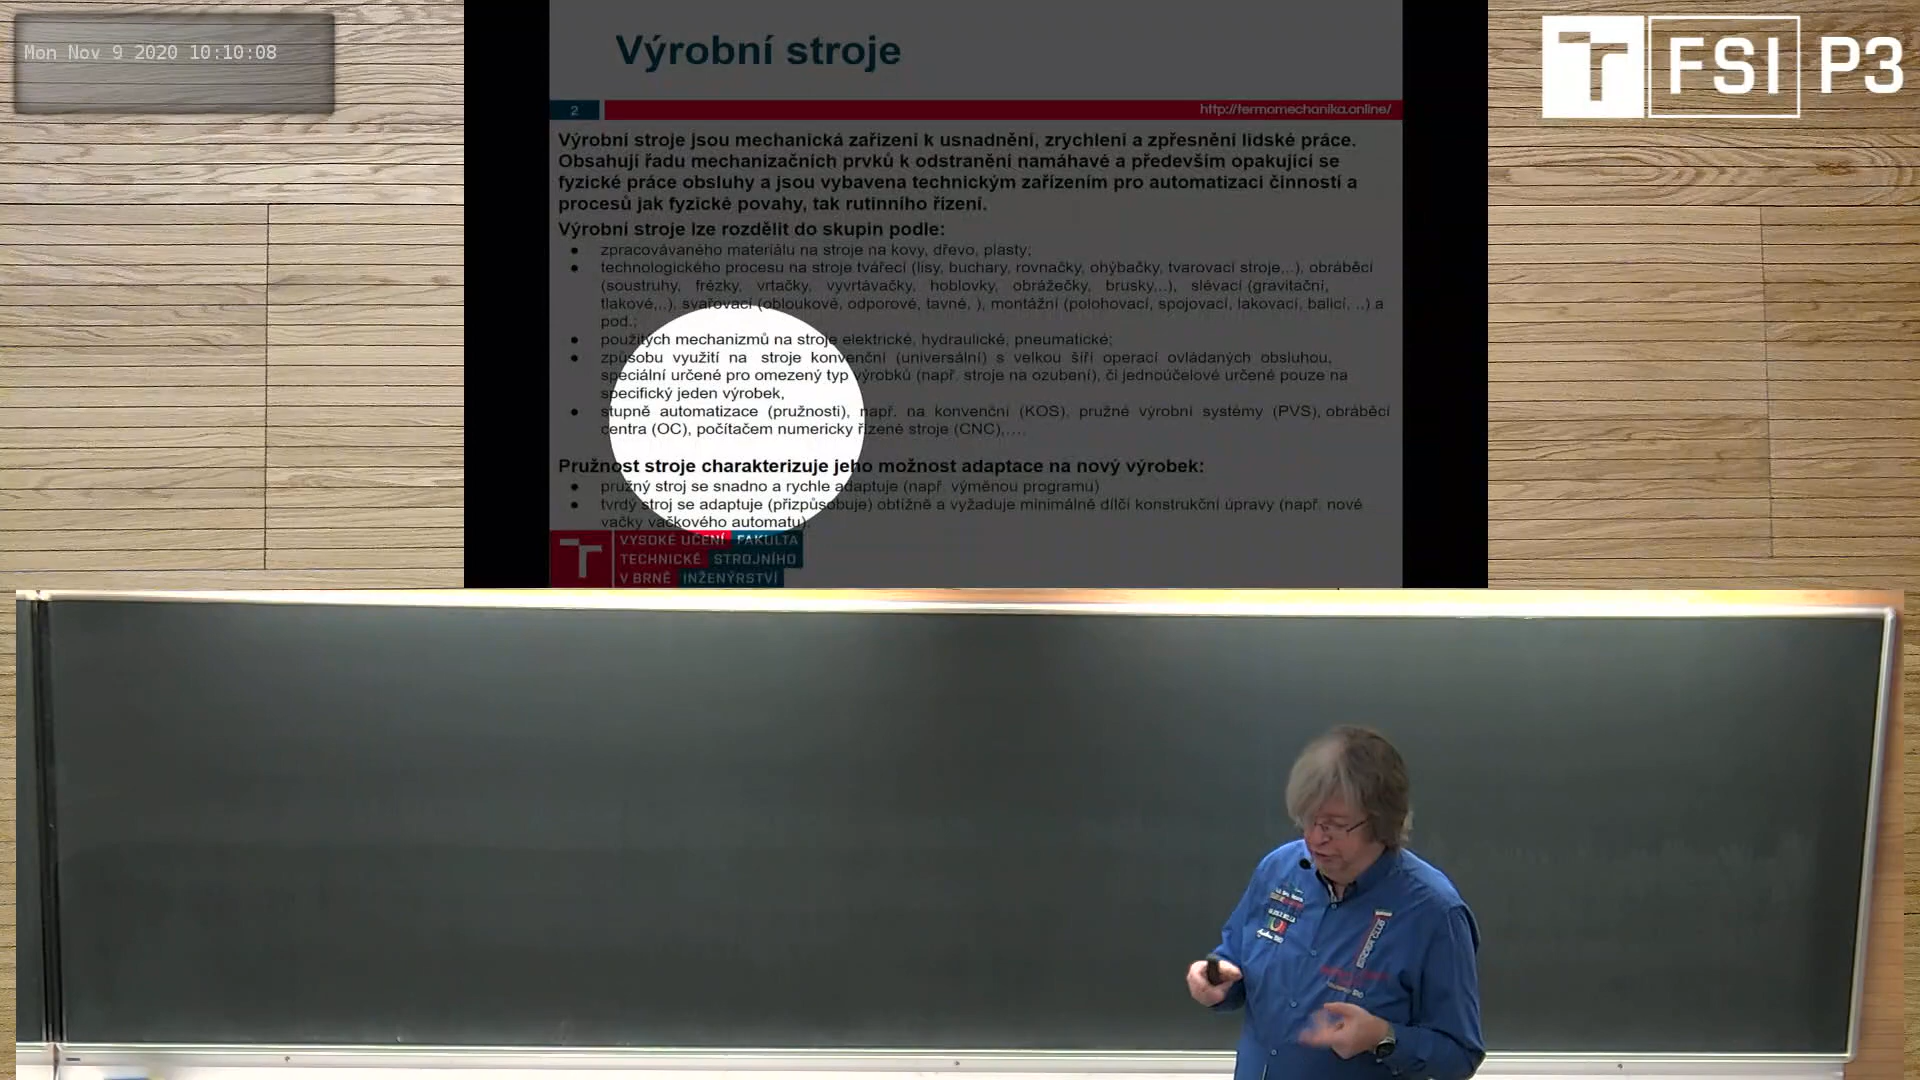 Mon Nov 9 2020 10:10:08
FSI P3
Výrobní stroje
2
http://termomechanika.online/
Výrobní stroje jsou mechanická zařízení k usnadnění, zrychlení a zpřesnění lidské práce.
Obsahují řadu mechanizačních prvků k odstranění namáhavé a především opakující se
fyzické práce obsluhy a jsou vybavena technickým zařízením pro automatizaci činností a
procesů jak fyzické povahy, tak rutinního řízení.
Výrobní stroje lze rozdělit do skupin podle:
● zpracovávaného materiálu na stroje na kovy, dřevo, plasty;
● technologického procesu na stroje tvářecí (lisy, buchary, rovnačky, ohýbačky, tvarovací stroje,..), obráběcí
(soustruhy, frézky, vrtačky, vyvrtávačky, hoblovky, obrážečky, brusky,..), slévací (gravitační,
tlakové,..), svařovací (obloukové, odporové, tavné, ), montážní (polohovací, spojovací, lakovací, balicí, ..) a
pod.;
● použitých mechanizmů na stroje elektrické, hydraulické, pneumatické;
● způsobu využití na stroje konvenční (universální) s velkou šíří operací ovládaných obsluhou,
speciální určené pro omezený typ výrobků (např. stroje na ozubení), či jednoúčelové určené pouze na
specifický jeden výrobek,
● stupně automatizace (pružnosti), např. na konvenční (KOS), pružné výrobní systémy (PVS), obráběcí
centra (OC), počítačem numericky řízené stroje (CNC),....
Pružnost stroje charakterizuje jeho možnost adaptace na nový výrobek:
● pružný stroj se snadno a rychle adaptuje (např. výměnou programu)
● tvrdý stroj se adaptuje (přizpůsobuje) obtížně a vyžaduje minimálně dílčí konstrukční úpravy (např. nové
vačky vačkového automatu).
VYSOKÉ UČENÍ FAKULTA
TECHNICKÉ STROJNÍHO
V BRNĚ INŽENÝRSTVÍ